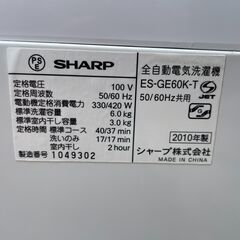 PS E
SHARP
全自動電気洗濯機
ES-GE60K-T
50/60Hz共用
JET
定格電圧 100 V
定格周波数 50/60 Hz
電動機定格消費電力 330/420 W
標準洗濯容量 6.0 kg
標準室内干し容量 3.0 kg
定格時間 標準コース 40/37 min
洗いのみ 17/17 min
室内干し 2 hour
製造番号 1049302
2010年製
シャープ株式会社
MADE IN CHINA